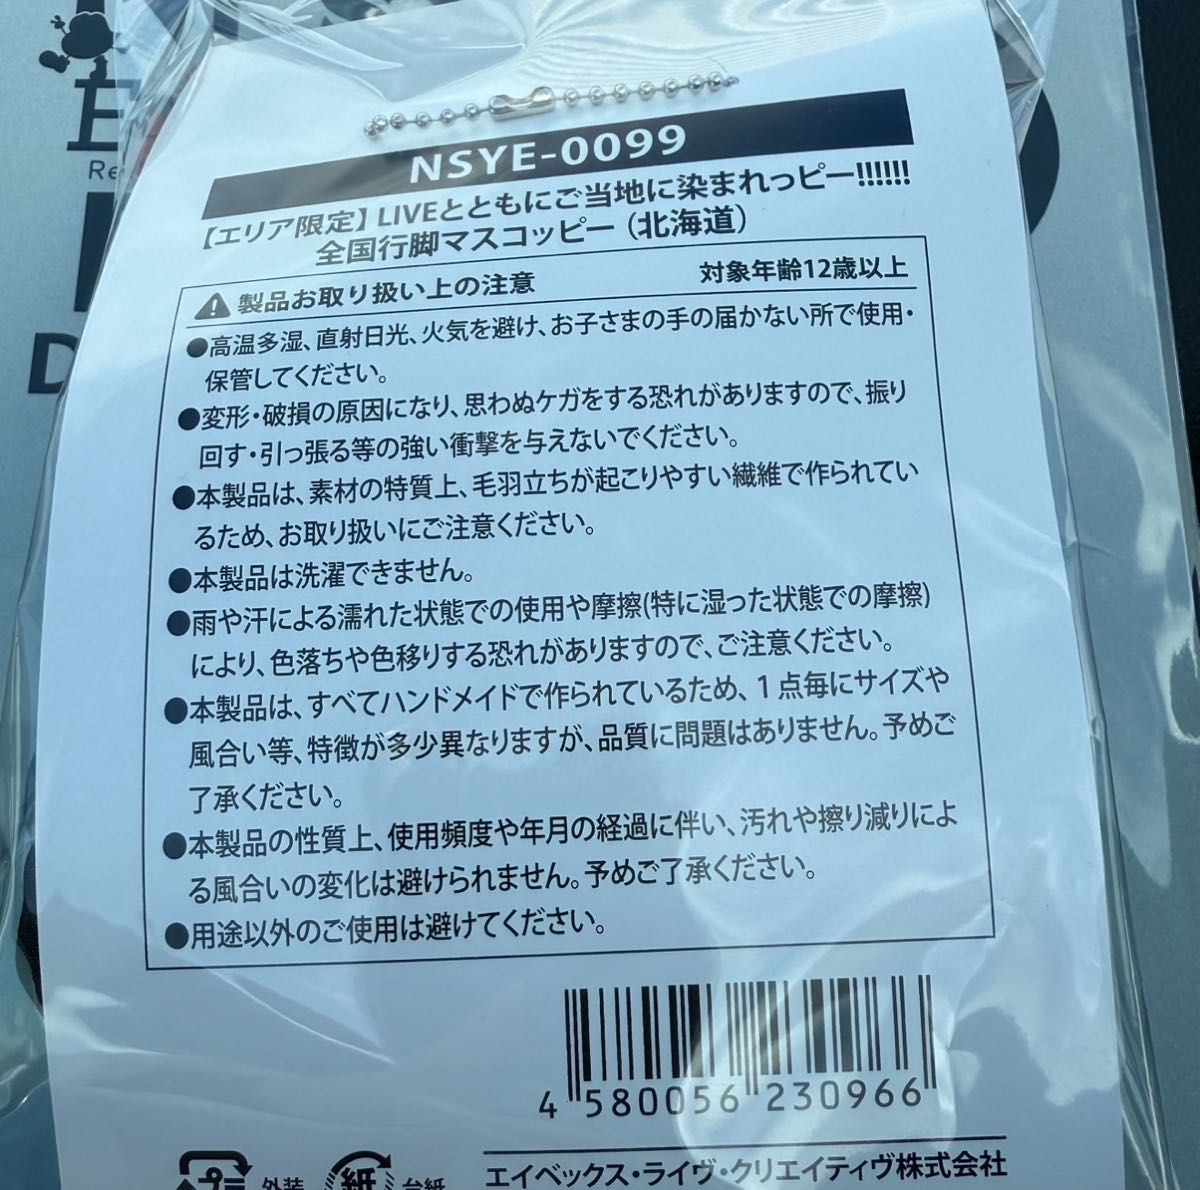 NSYE-0099
【エリア限定】LIVEとともにご当地に染まれっピー!!!!!!
全国行脚マスコッピー（北海道）
製品お取り扱い上の注意 対象年齢12歳以上
●高温多湿、直射日光、火気を避け、お子さまの手の届かない所で使用・
保管してください。
●変形・破損の原因になり、思わぬケガをする恐れがありますので、振り
回す・引っ張る等の強い衝撃を与えないでください。
●本製品は、素材の特質上、毛羽立ちが起こりやすい繊維で作られてい
るため、お取り扱いにご注意ください。
●本製品は洗濯できません。
●雨や汗による濡れた状態での使用や摩擦(特に湿った状態での摩擦)
により、色落ちや色移りする恐れがありますので、ご注意ください。
●本製品は、すべてハンドメイドで作られているため、1点毎にサイズや
風合い等、特徴が多少異なりますが、品質に問題はありません。予めご
了承ください。
●本製品の性質上、使用頻度や年月の経過に伴い、汚れや擦り減りによ
る風合いの変化は避けられません。予めご了承ください。
●用途以外のご使用は避けてください。
4 580056 230966
外装 紙 台紙
エイベックス・ライヴ・クリエイティヴ株式会社